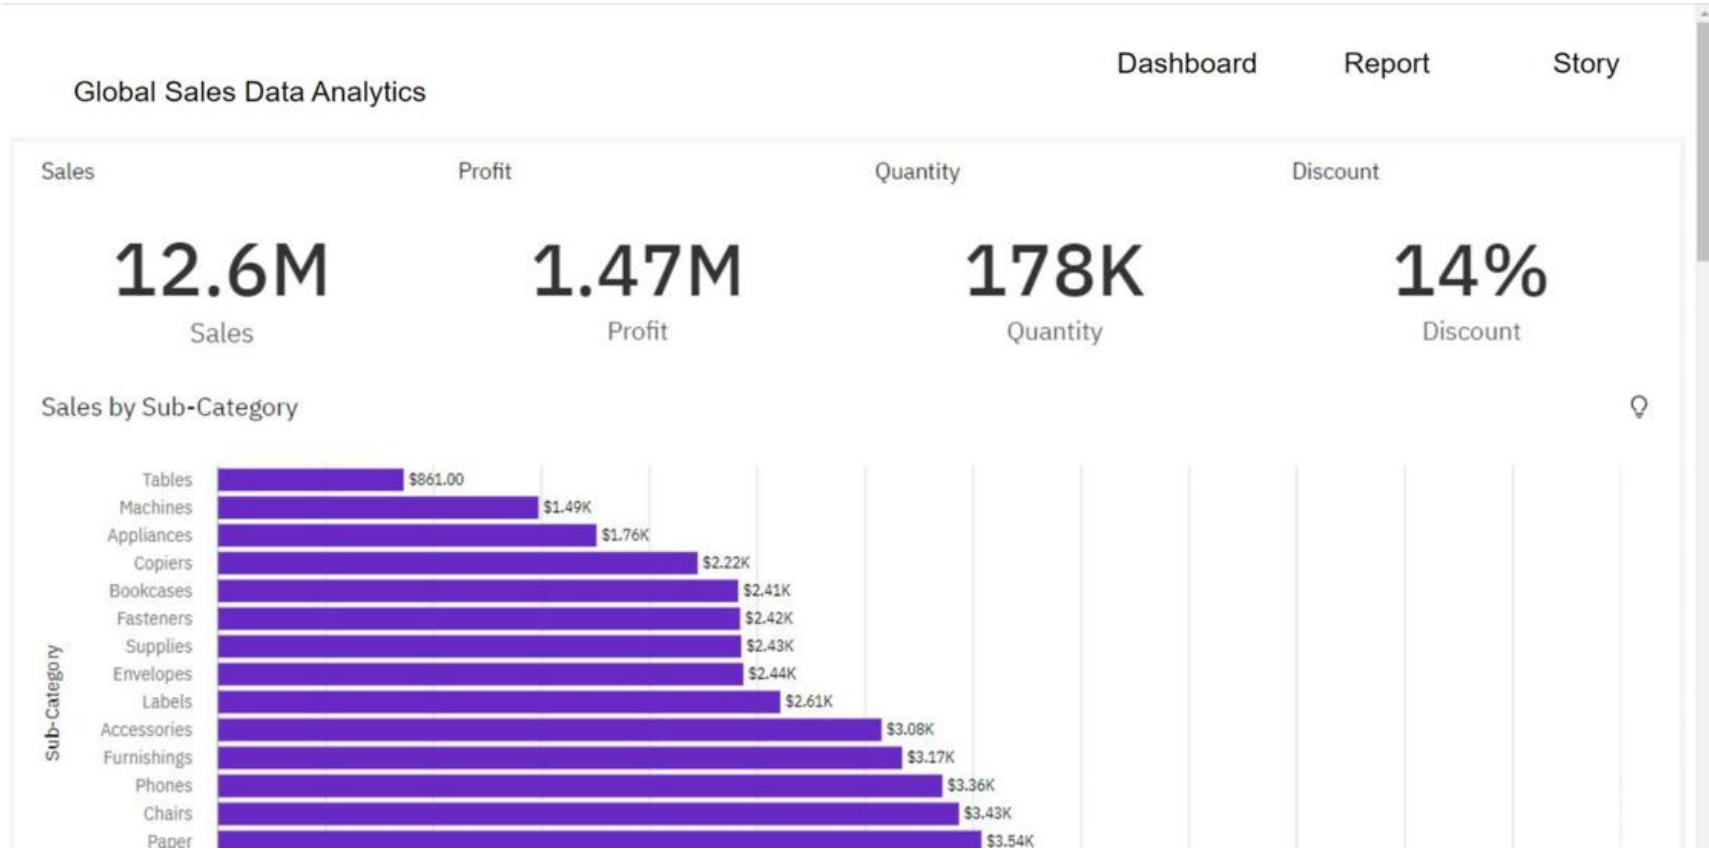 Dashboard Report Story
Global Sales Data Analytics
Sales Profit Quantity Discount
12.6M 1.47M 178K 14%
Sales Profit Quantity Discount
Sales by Sub-Category
Sub-Category
Tables $861.00
Machines $1.49K
Appliances $1.76K
Copiers $2.22K
Bookcases $2.41K
Fasteners $2.42K
Supplies $2.43K
Envelopes $2.44K
Labels $2.61K
Accessories $3.08K
Furnishings $3.17K
Phones $3.36K
Chairs $3.43K
Paper $3.54K